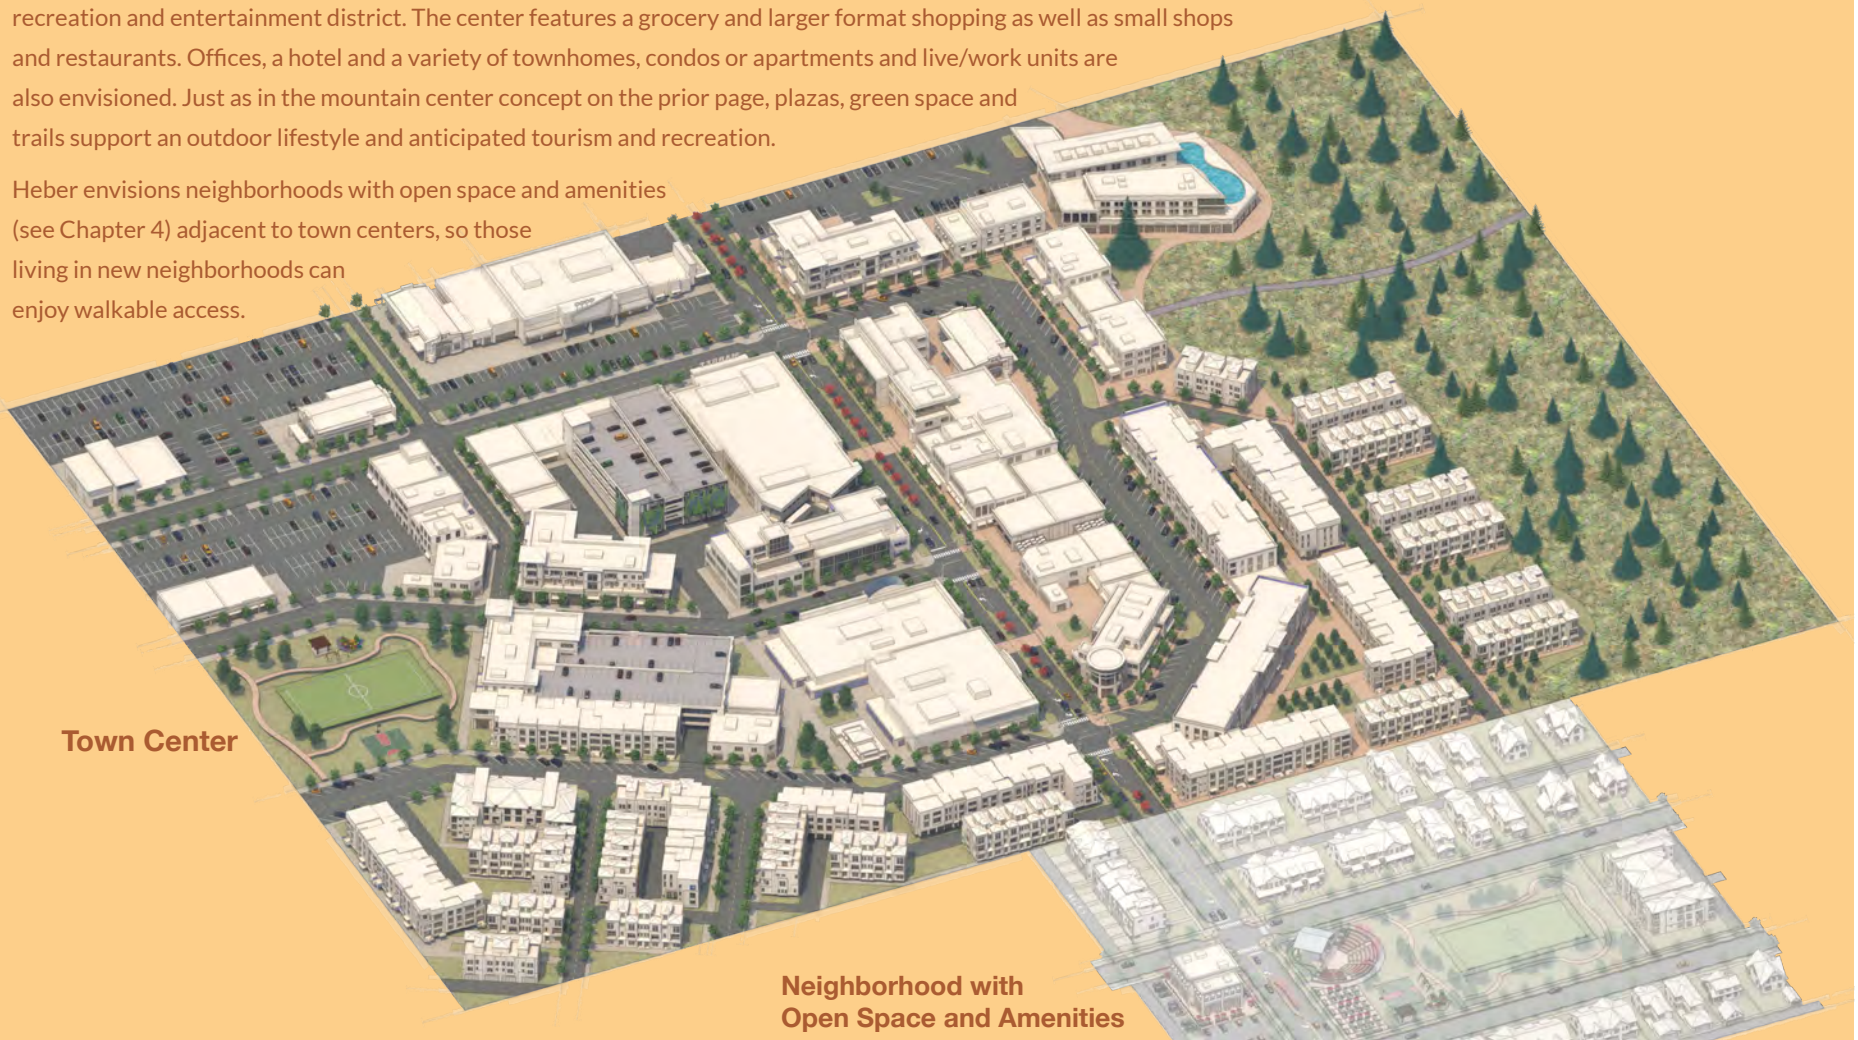 recreation and entertainment district. The center features a grocery and larger format shopping as well as small shops
and restaurants. Offices, a hotel and a variety of townhomes, condos or apartments and live/work units are
also envisioned. Just as in the mountain center concept on the prior page, plazas, green space and
trails support an outdoor lifestyle and anticipated tourism and recreation.
Heber envisions neighborhoods with open space and amenities
(see Chapter 4) adjacent to town centers, so those
living in new neighborhoods can
enjoy walkable access.
Town Center
Neighborhood with
Open Space and Amenities